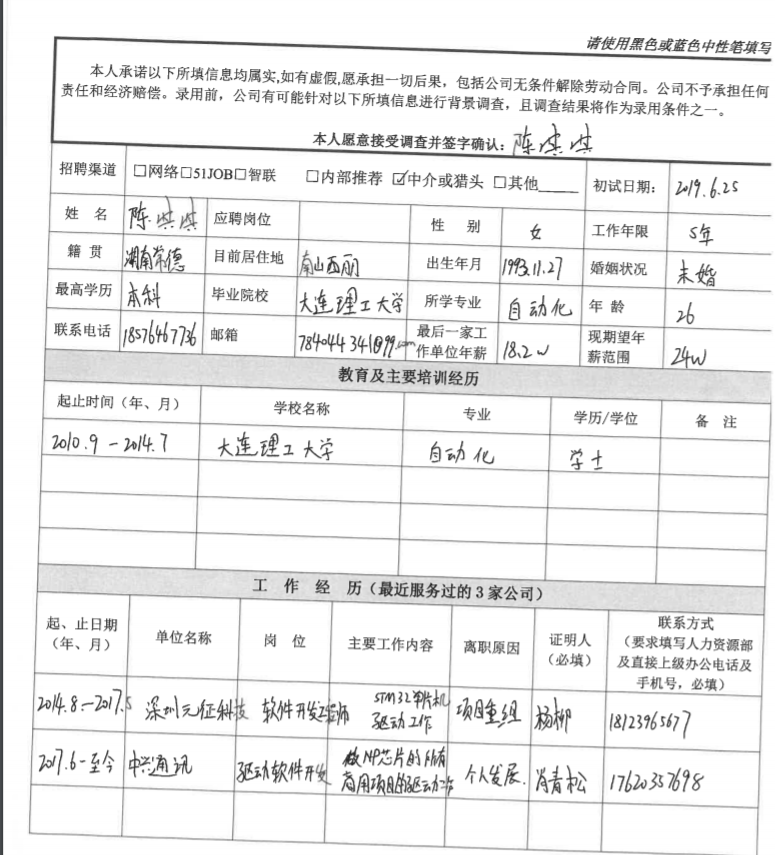 请使用黑色或蓝色中性笔填写
本人承诺以下所填信息均属实,如有虚假,愿承担一切后果，包括公司无条件解除劳动合同。公司不予承担任何
责任和经济赔偿。录用前，公司有可能针对以下所填信息进行背景调查，且调查结果将作为录用条件之一。
本人愿意接受调查并签字确认：陈淇淇
招聘渠道 □网络□51JOB□智联 □内部推荐 ☑中介或猎头 □其他_____ 初试日期： 2019.6.25
姓 名 陈淇淇 应聘岗位 性 别 女 工作年限 5年
籍 贯 湖南常德 目前居住地 南山西丽 出生年月 1993.11.27 婚姻状况 未婚
最高学历 本科 毕业院校 大连理工大学 所学专业 自动化 年 龄 26
联系电话 18576467736 邮箱 784044341@qq.com 最后一家工作单位年薪 18.2w 现期望年薪范围 24w
教育及主要培训经历
起止时间（年、月） 学校名称 专业 学历/学位 备 注
2010.9－2014.7 大连理工大学 自动化 学士
工 作 经 历（最近服务过的3家公司）
起、止日期（年、月） 单位名称 岗 位 主要工作内容 离职原因 证明人（必填） 联系方式（要求填写人力资源部及直接上级办公电话及手机号，必填）
2014.8－2017.5 深圳元征科技 软件开发工程师 STM32单片机驱动工作 项目重组 杨柳 18123965677
2017.6－至今 中兴通讯 驱动软件开发 做NP芯片的所有商用项目的驱动工作 个人发展. 肖青松 17620357698